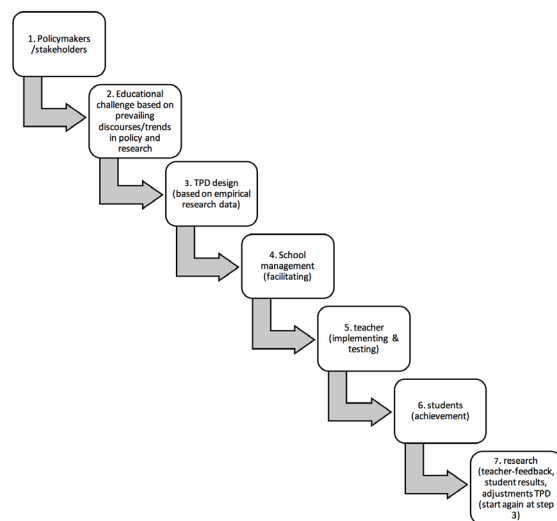 1. Policymakers
/stakeholders
2. Educational
challenge based on
prevailing
discourses/trends
in policy and
research
3. TPD design
(based on empirical
research data)
4. School
management
(facilitating)
5. teacher
(implementing &
testing)
6. students
(achievement)
7. research
(teacher-feedback,
student results,
adjustments TPD
(start again at step
3)